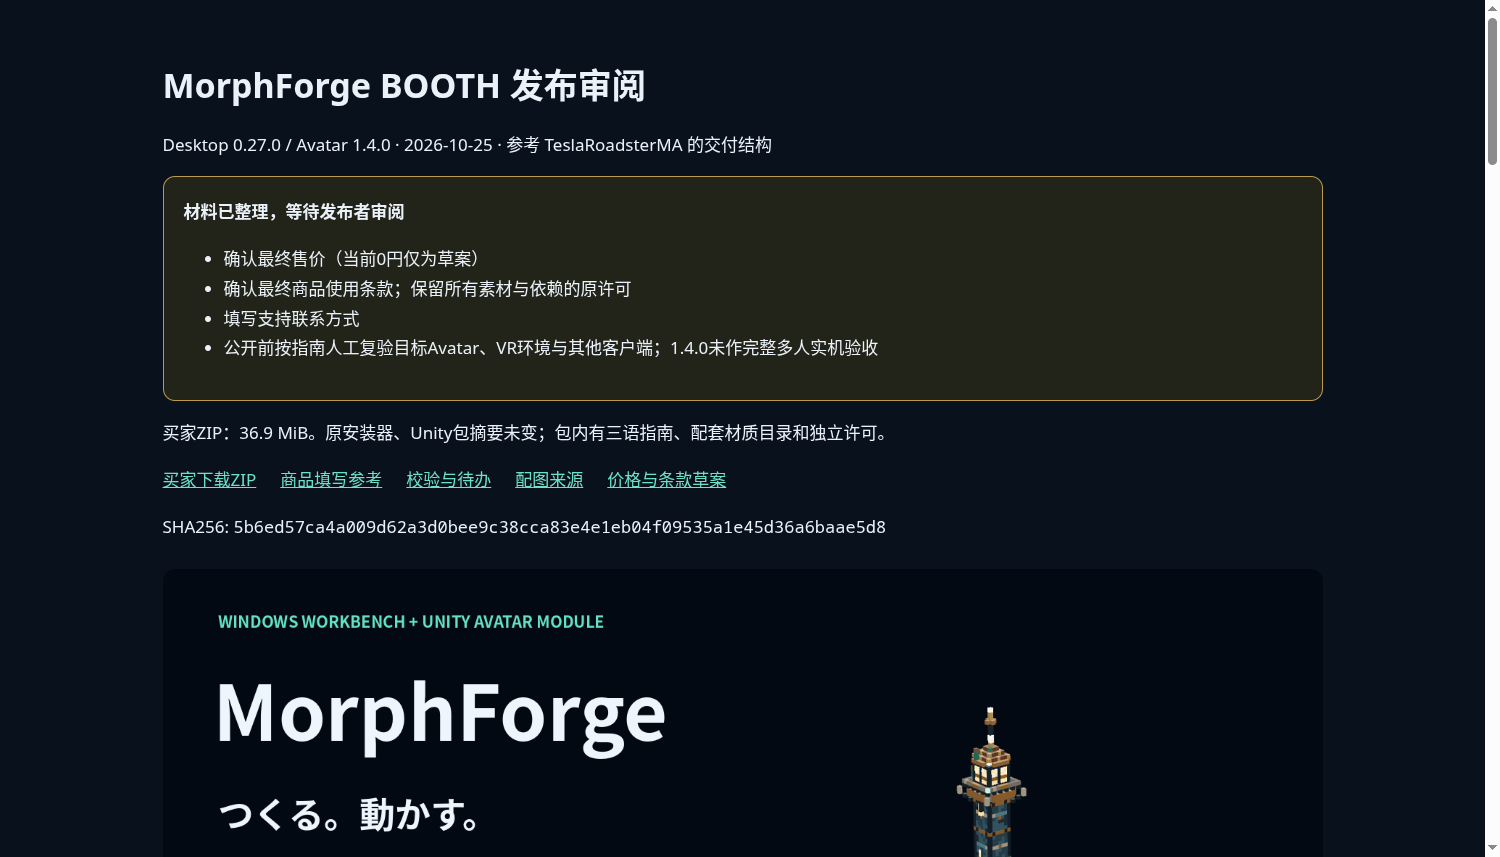 MorphForge BOOTH 发布审阅
Desktop 0.27.0 / Avatar 1.4.0 · 2026-10-25 · 参考 TeslaRoadsterMA 的交付结构
材料已整理，等待发布者审阅
确认最终售价（当前0円仅为草案）
确认最终商品使用条款；保留所有素材与依赖的原许可
填写支持联系方式
公开前按指南人工复验目标Avatar、VR环境与其他客户端；1.4.0未作完整多人实机验收
买家ZIP：36.9 MiB。原安装器、Unity包摘要未变；包内有三语指南、配套材质目录和独立许可。
买家下载ZIP 商品填写参考 校验与待办 配图来源 价格与条款草案
SHA256: 5b6ed57ca4a009d62a3d0bee9c38cca83e4e1eb04f09535a1e45d36a6baae5d8
WINDOWS WORKBENCH + UNITY AVATAR MODULE
MorphForge
つくる。動かす。